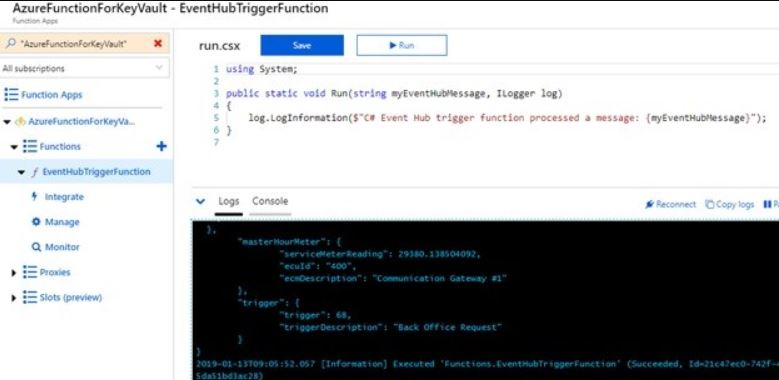 AzureFunctionForKeyVault - EventHubTriggerFunction
Function Apps
"AzureFunctionForKeyVault"
All subscriptions
Function Apps
AzureFunctionForKeyVa...
Functions
EventHubTriggerFunction
Integrate
Manage
Monitor
Proxies
Slots (preview)
run.csx Save Run
1 using System;
2
3 public static void Run(string myEventHubMessage, ILogger log)
4 {
5 log.LogInformation($"C# Event Hub trigger function processed a message: {myEventHubMessage}");
6 }
7
Logs Console Reconnect Copy logs
},
"masterHourMeter": {
"serviceMeterReading": 29380.138504092,
"ecuId": "400",
"ecmDescription": "Communication Gateway #1"
},
"trigger": {
"trigger": 68,
"triggerDescription": "Back Office Request"
}
}
2019-01-13T09:05:52.057 [Information] Executed 'Functions.EventHubTriggerFunction' (Succeeded, Id=21c47ec0-742f-
5da51bd3ac28)